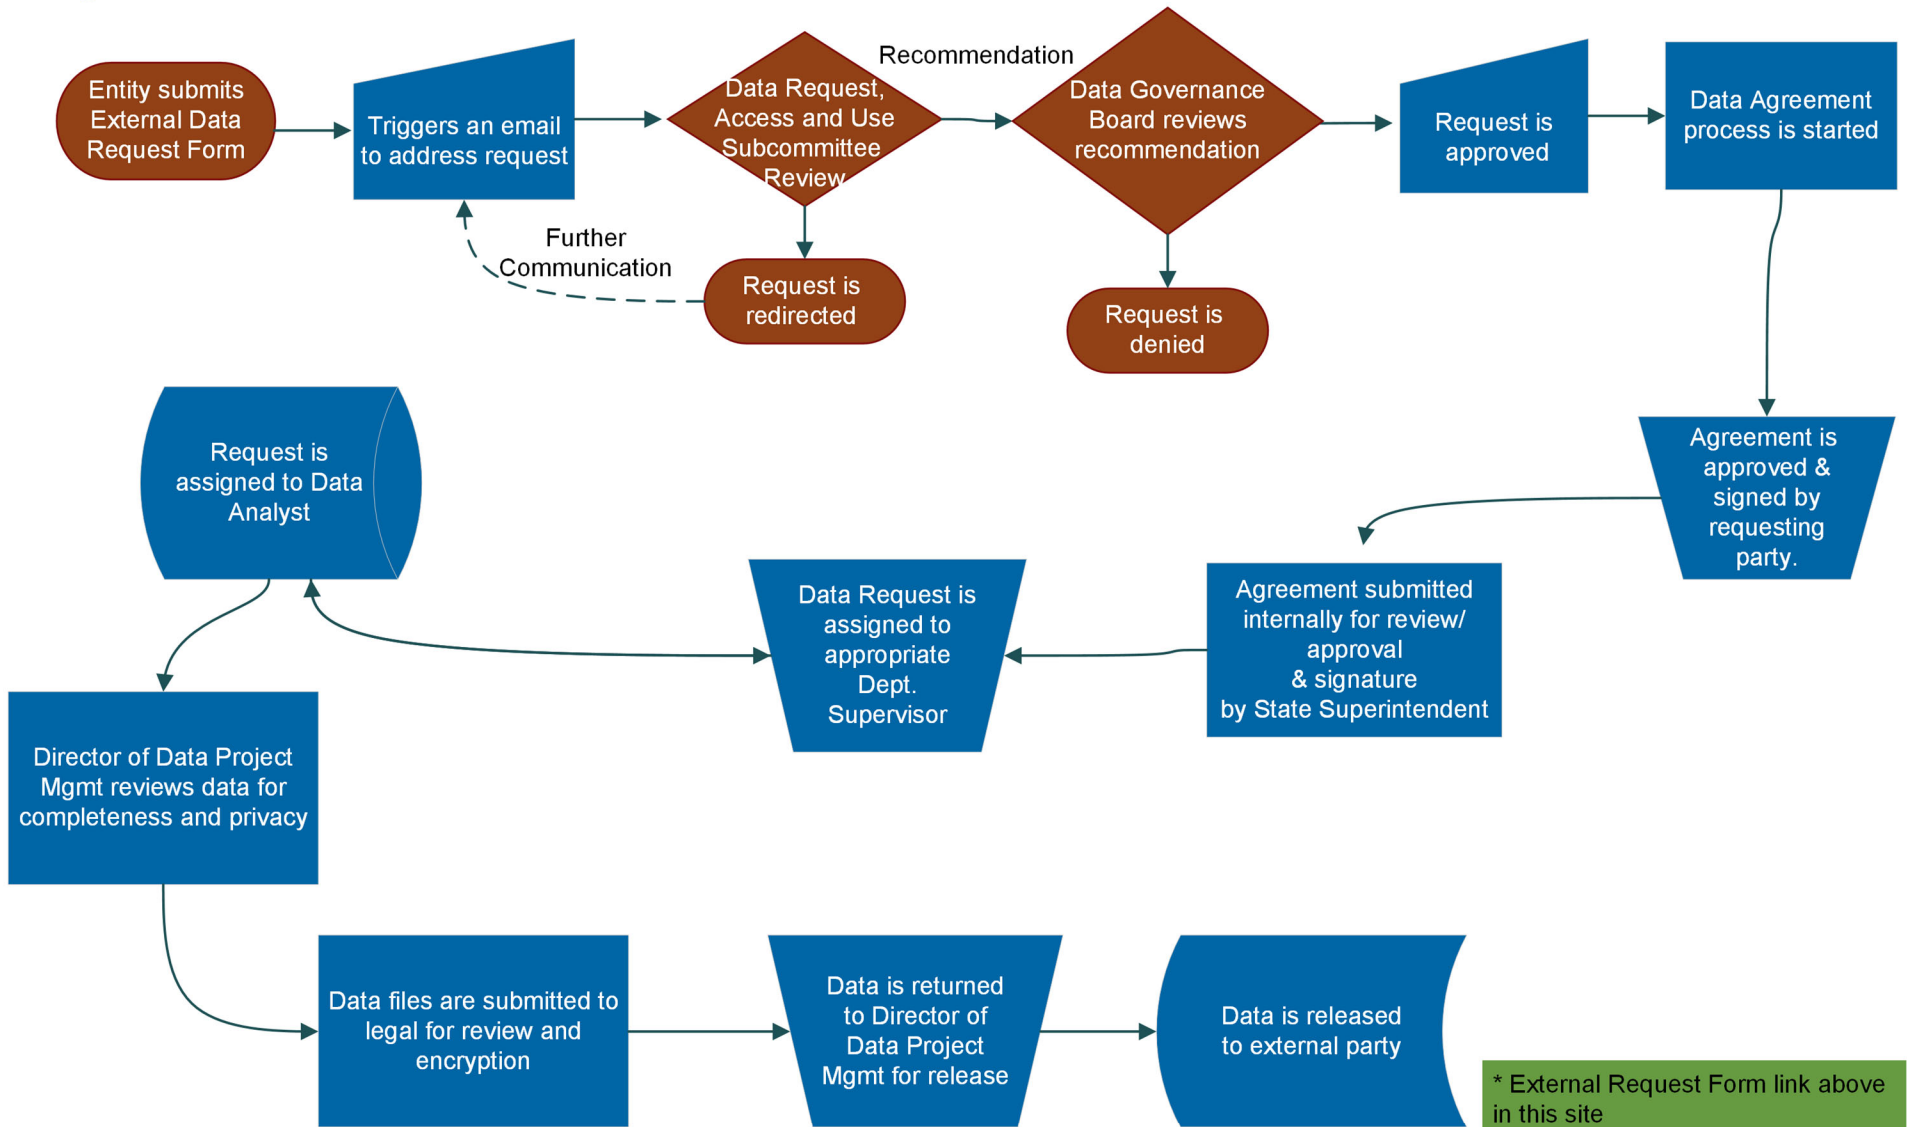 Entity submits
External Data
Request Form
Triggers an email
to address request
Data Request,
Access and Use
Subcommittee
Review
Recommendation
Data Governance
Board reviews
recommendation
Request is
approved
Data Agreement
process is started
Further
Communication
Request is
redirected
Request is
denied
Agreement is
approved &
signed by
requesting
party.
Agreement submitted
internally for review/
approval
& signature
by State Superintendent
Data Request is
assigned to
appropriate
Dept.
Supervisor
Request is
assigned to Data
Analyst
Director of Data Project
Mgmt reviews data for
completeness and privacy
Data files are submitted to
legal for review and
encryption
Data is returned
to Director of
Data Project
Mgmt for release
Data is released
to external party
* External Request Form link above
in this site